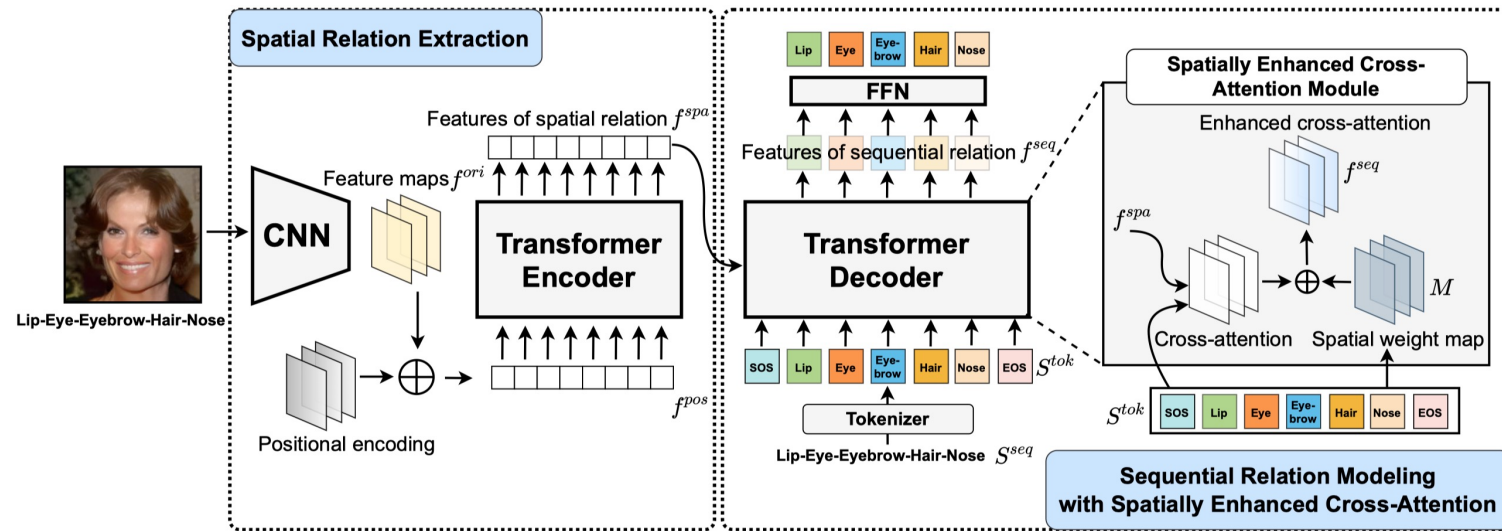 Spatial Relation Extraction
Lip-Eye-Eyebrow-Hair-Nose
CNN
Feature maps f^{ori}
Positional encoding
Features of spatial relation f^{spa}
Transformer
Encoder
f^{pos}
Lip Eye Eye-brow Hair Nose
FFN
Features of sequential relation f^{seq}
Transformer
Decoder
SOS Lip Eye Eye-brow Hair Nose EOS S^{tok}
Tokenizer
Lip-Eye-Eyebrow-Hair-Nose S^{seq}
Spatially Enhanced Cross-
Attention Module
Enhanced cross-attention
f^{seq}
f^{spa}
M
Cross-attention
Spatial weight map
S^{tok} SOS Lip Eye Eye-brow Hair Nose EOS
Sequential Relation Modeling
with Spatially Enhanced Cross-Attention